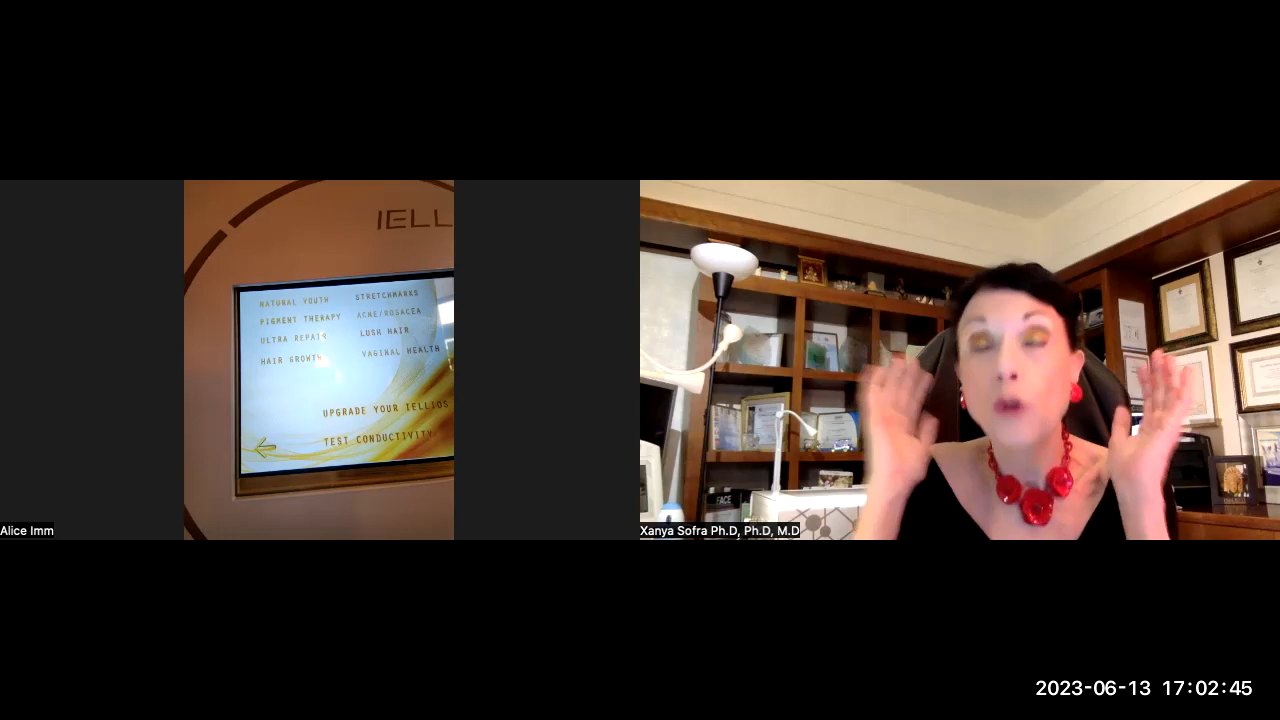 IELL
NATURAL YOUTH STRETCHMARKS
PIGMENT THERAPY ACNE/ROSACEA
ULTRA REPAIR LUSH HAIR
HAIR GROWTH VAGINAL HEALTH
UPGRADE YOUR IELLIOS
TEST CONDUCTIVITY
FACE
Alice Imm
Xanya Sofra Ph.D, Ph.D, M.D
2023-06-13 17:02:45